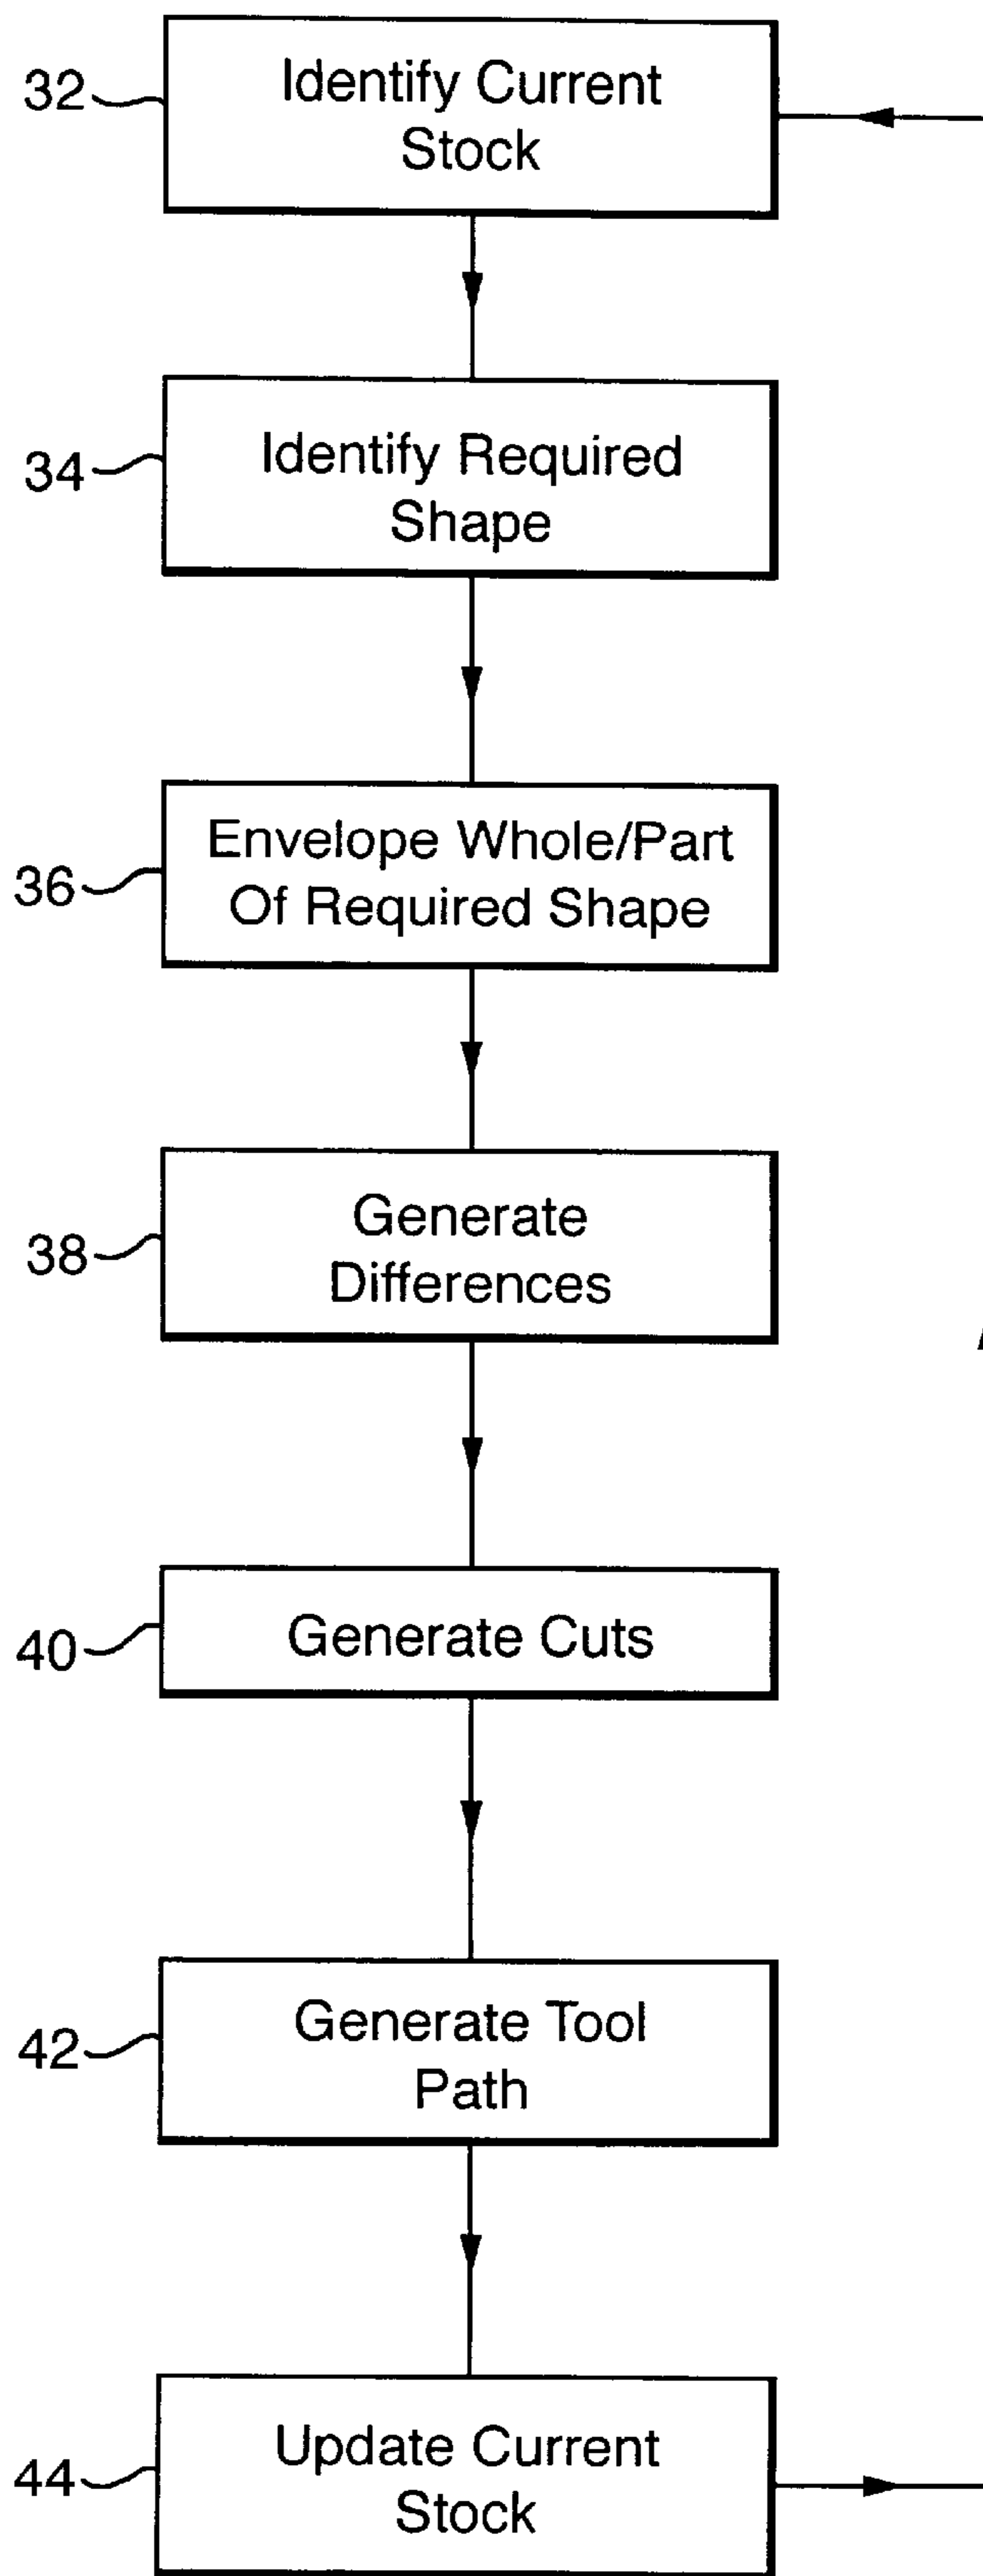 32
Identify Current
Stock
34
Identify Required
Shape
36
Envelope Whole/Part
Of Required Shape
38
Generate
Differences
40
Generate Cuts
42
Generate Tool
Path
44
Update Current
Stock